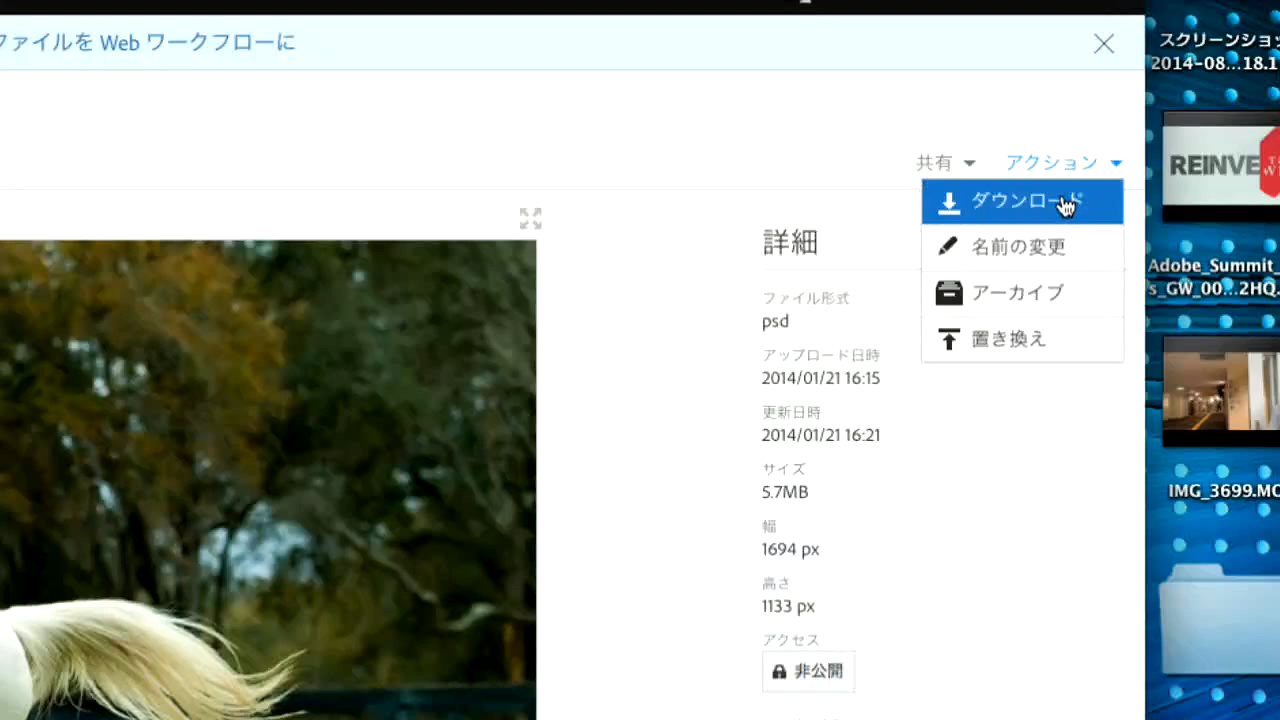 ファイルを Web ワークフローに
スクリーンショ
2014-08...18.1
共有
アクション
REINVE
ダウンロード
名前の変更
アーカイブ
置き換え
詳細
ファイル形式
psd
アップロード日時
2014/01/21 16:15
更新日時
2014/01/21 16:21
サイズ
5.7MB
幅
1694 px
高さ
1133 px
アクセス
非公開
Adobe_Summit_
s_GW_00...2HQ.
IMG_3699.MO